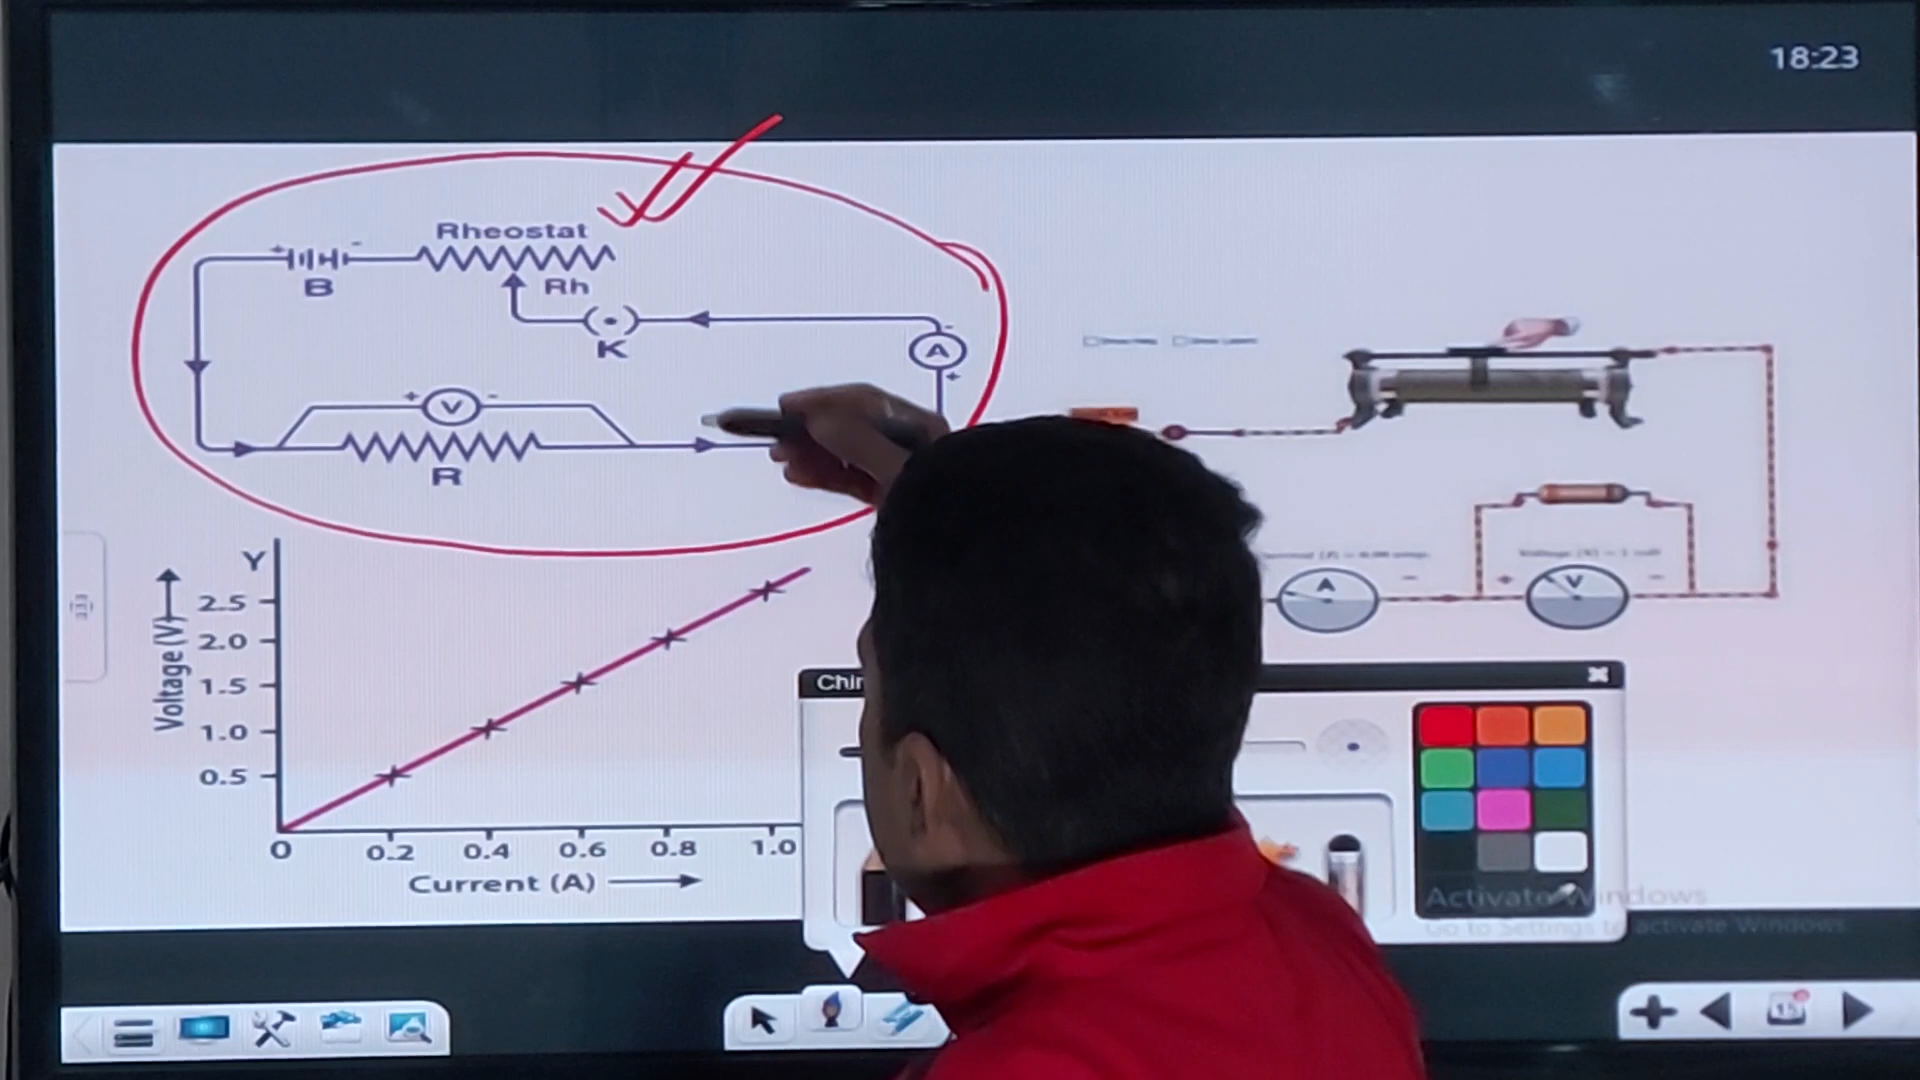 18:23
Rheostat
+ -
B
Rh
K
-
A
+
+ V -
R
Y
Voltage (V)
2.5
2.0
1.5
1.0
0.5
0 0.2 0.4 0.6 0.8 1.0
Current (A)
A -
+ V -
Activate Windows
Go to Settings to activate Windows.
15